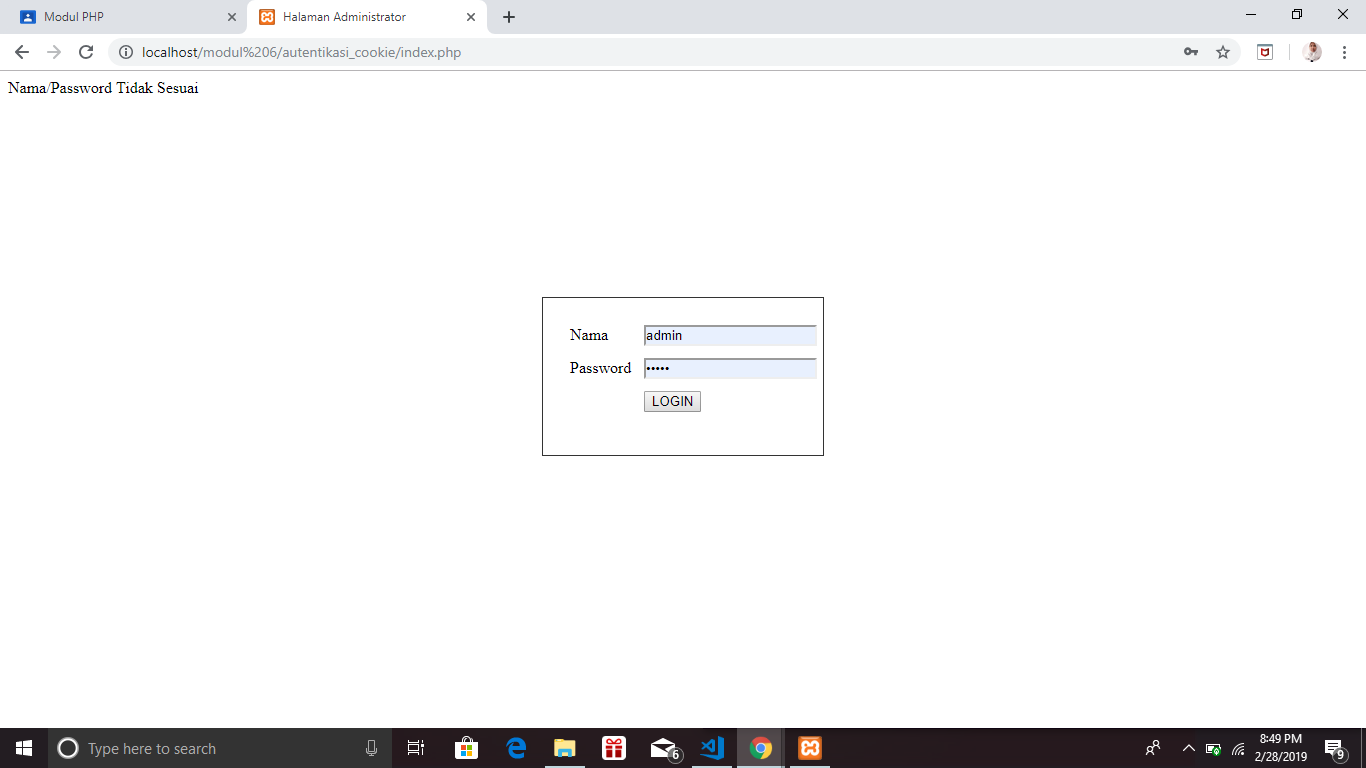 Modul PHP
Halaman Administrator
localhost/modul%206/autentikasi_cookie/index.php
Nama/Password Tidak Sesuai
Nama
admin
Password
•••••
LOGIN
Type here to search
6
8:49 PM
2/28/2019
9